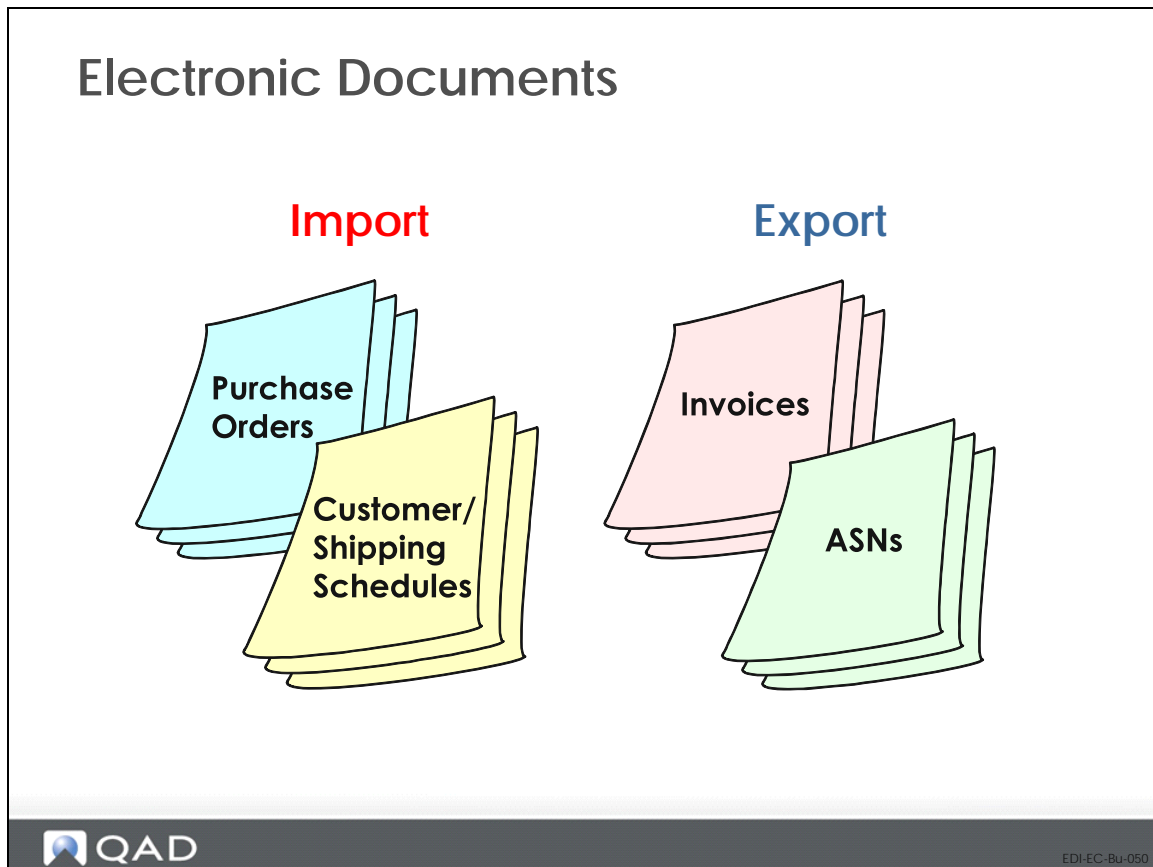 Electronic Documents
Import
Export
Purchase
Orders
Customer/
Shipping
Schedules
Invoices
ASNs
QAD
EDI-EC-Bu-050